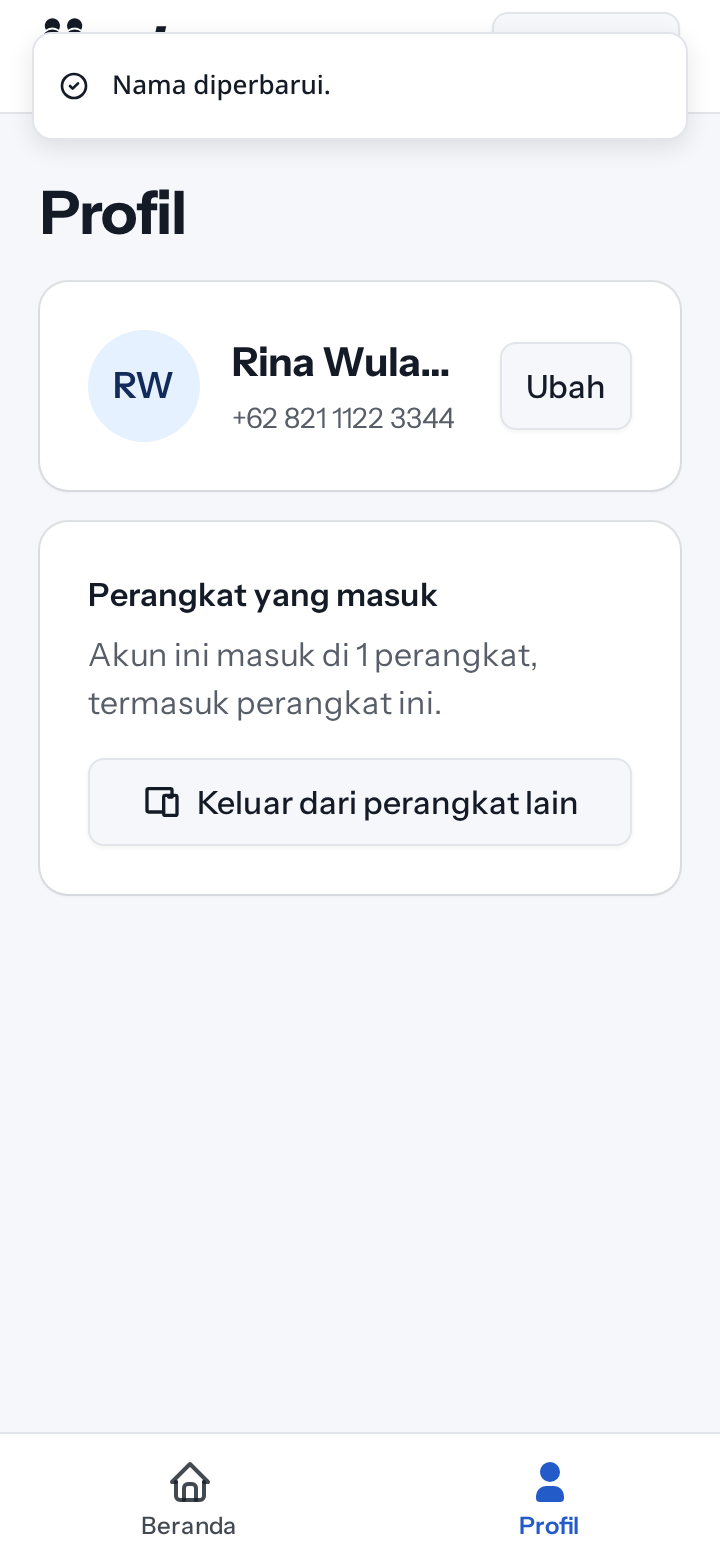 Nama diperbarui.
Profil
RW
Rina Wula...
+62 821 1122 3344
Ubah
Perangkat yang masuk
Akun ini masuk di 1 perangkat,
termasuk perangkat ini.
Keluar dari perangkat lain
Beranda
Profil